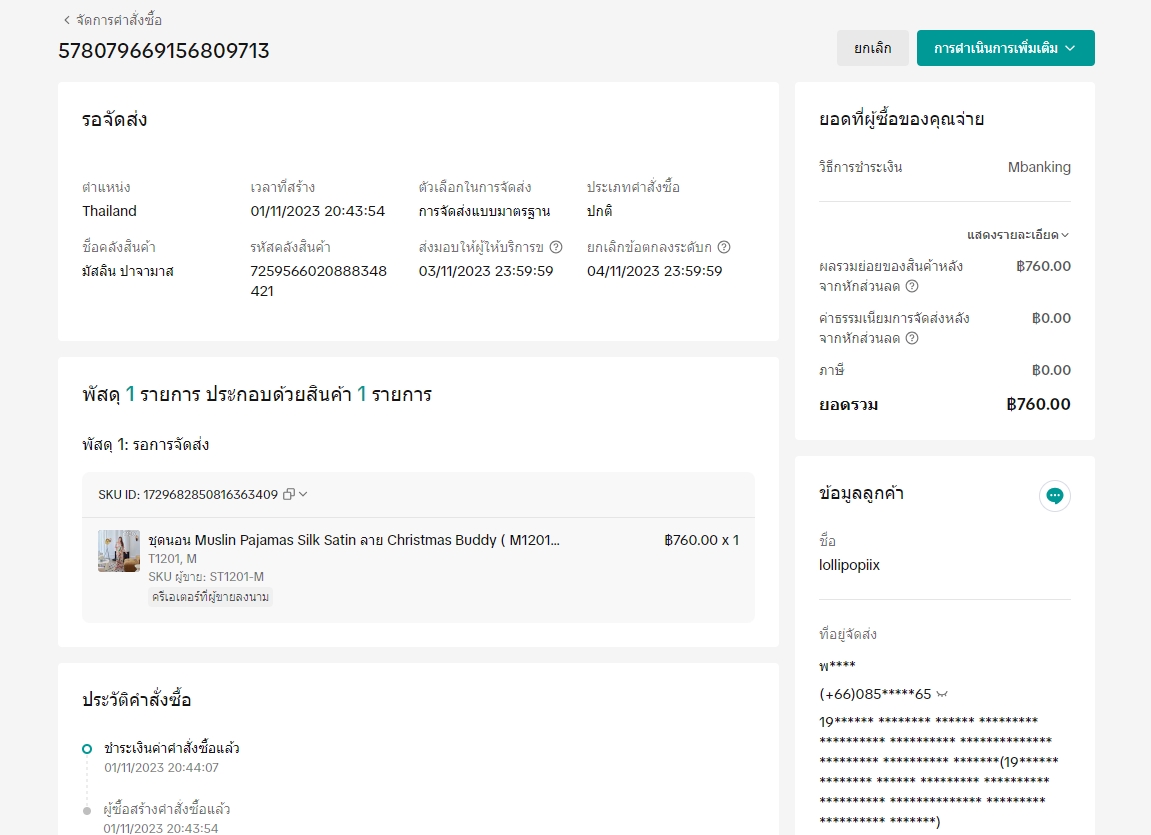 จัดการคำสั่งซื้อ
578079669156809713
ยกเลิก
การดำเนินการเพิ่มเติม
รอจัดส่ง
ตำแหน่ง
Thailand
เวลาที่สร้าง
01/11/2023 20:43:54
ตัวเลือกในการจัดส่ง
การจัดส่งแบบมาตรฐาน
ประเภทคำสั่งซื้อ
ปกติ
ชื่อคลังสินค้า
มัสลิน ปาจามาส
รหัสคลังสินค้า
7259566020888348
421
ส่งมอบให้ผู้ให้บริการข
03/11/2023 23:59:59
ยกเลิกข้อตกลงระดับก
04/11/2023 23:59:59
พัสดุ 1 รายการ ประกอบด้วยสินค้า 1 รายการ
พัสดุ 1: รอการจัดส่ง
SKU ID: 1729682850816363409
ชุดนอน Muslin Pajamas Silk Satin ลาย Christmas Buddy ( M1201...
฿760.00 x 1
T1201, M
SKU ผู้ขาย: ST1201-M
ครีเอเตอร์ที่ผู้ขายลงนาม
ประวัติคำสั่งซื้อ
ชำระเงินค่าคำสั่งซื้อแล้ว
01/11/2023 20:44:07
ผู้ซื้อสร้างคำสั่งซื้อแล้ว
01/11/2023 20:43:54
ยอดที่ผู้ซื้อของคุณจ่าย
วิธีการชำระเงิน
Mbanking
แสดงรายละเอียด
ผลรวมย่อยของสินค้าหลัง
จากหักส่วนลด
฿760.00
ค่าธรรมเนียมการจัดส่งหลัง
จากหักส่วนลด
฿0.00
ภาษี
฿0.00
ยอดรวม
฿760.00
ข้อมูลลูกค้า
ชื่อ
lollipopiix
ที่อยู่จัดส่ง
พ****
(+66)085*****65
19****** ******** ****** *********
********** ********** **************
********* ********** *******(19******
******** ****** ********* **********
********** ************** *********
********** *******)